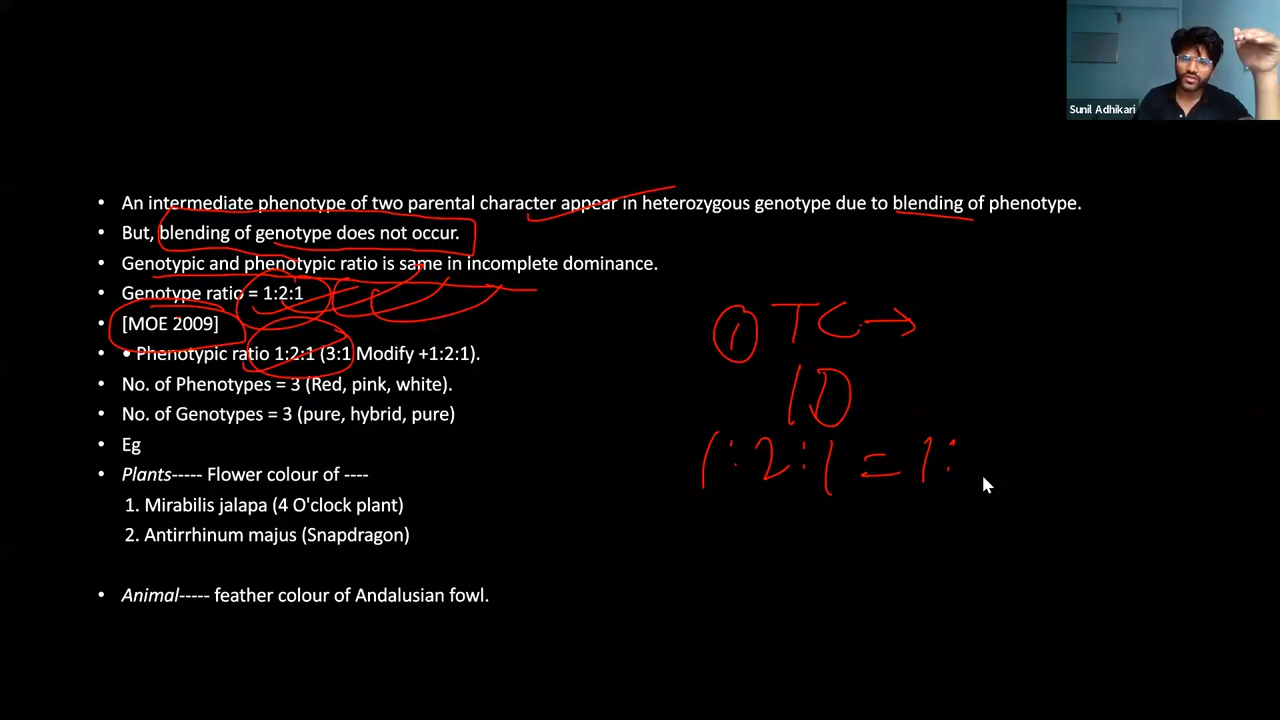 Sunil Adhikari
• An intermediate phenotype of two parental character appear in heterozygous genotype due to blending of phenotype.
• But, blending of genotype does not occur.
• Genotypic and phenotypic ratio is same in incomplete dominance.
• Genotype ratio = 1:2:1
• [MOE 2009]
• • Phenotypic ratio 1:2:1 (3:1 Modify +1:2:1).
• No. of Phenotypes = 3 (Red, pink, white).
• No. of Genotypes = 3 (pure, hybrid, pure)
• Eg
• Plants----- Flower colour of ----
1. Mirabilis jalapa (4 O'clock plant)
2. Antirrhinum majus (Snapdragon)
• Animal----- feather colour of Andalusian fowl.
① TC →
ID
1:2:1 = 1: